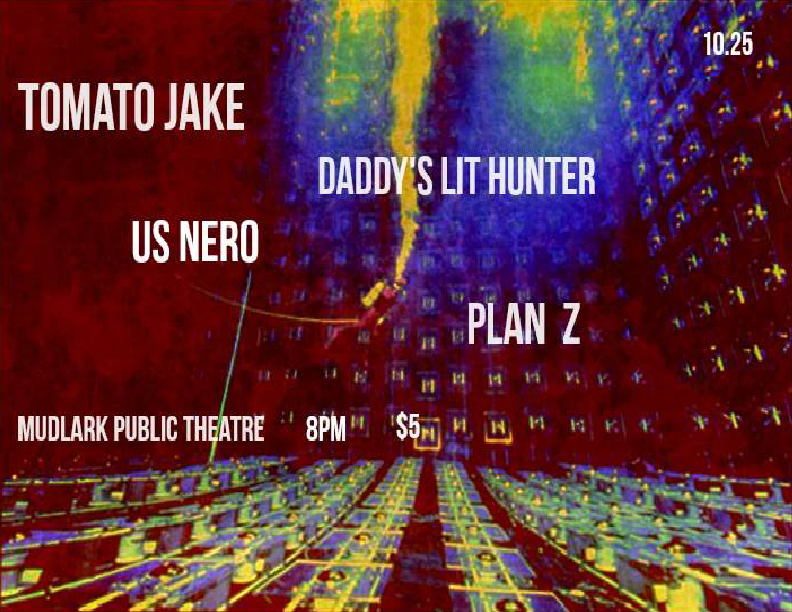 10.25
TOMATO JAKE
DADDY'S LIT HUNTER
US NERO
PLAN Z
MUDLARK PUBLIC THEATRE 8PM $5